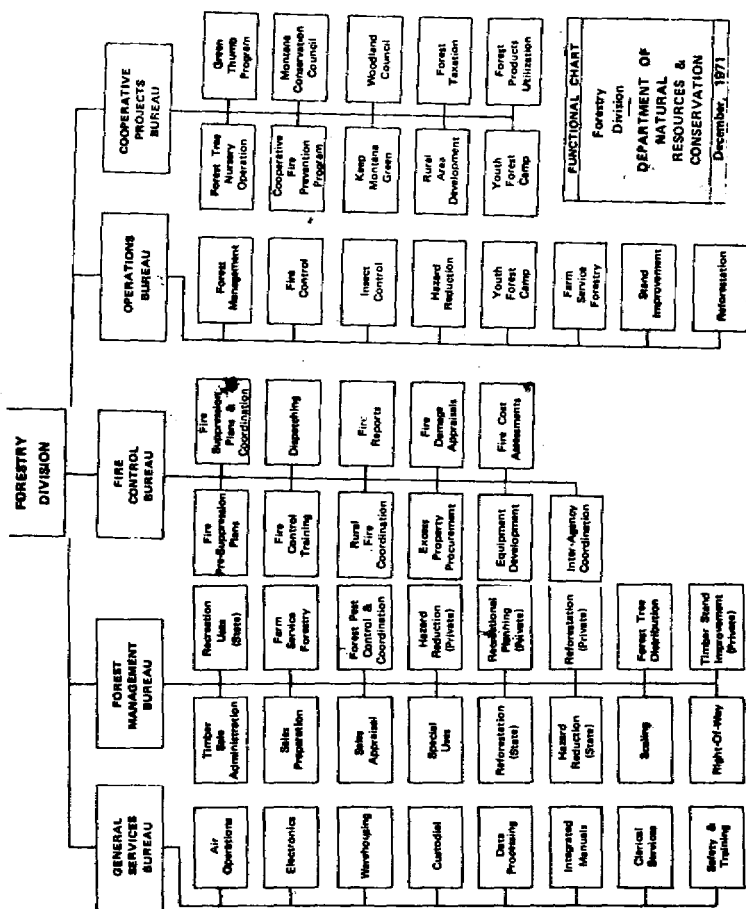 FORESTRY
DIVISION
GENERAL
SERVICES
BUREAU
Air
Operations
Electronics
Warehousing
Custodial
Data
Processing
Integrated
Manuals
Clerical
Services
Safety &
Training
FOREST
MANAGEMENT
BUREAU
Timber
Sale
Administration
Recreation
Uses
(State)
Sales
Preparation
Farm
Service
Forestry
Sales
Appraisal
Forest Pest
Control &
Coordination
Special
Uses
Hazard
Reduction
(Private)
Reforestation
(State)
Recreational
Planning
(Private)
Hazard
Reduction
(State)
Reforestation
(Private)
Scaling
Forest Tree
Distribution
Right-Of-Way
Timber Stand
Improvement
(Private)
FIRE
CONTROL
BUREAU
Fire
Pre-Suppression
Plans
Fire
Suppression
Plans &
Coordination
Fire
Control
Training
Dispatching
Rural
Fire
Coordination
Fire
Reports
Excess
Property
Procurement
Fire
Damage
Appraisals
Equipment
Development
Fire Cost
Assessments
Inter-Agency
Coordination
OPERATIONS
BUREAU
Forest
Management
Fire
Control
Insect
Control
Hazard
Reduction
Youth
Forest
Camp
Farm
Service
Forestry
Stand
Improvement
Reforestation
COOPERATIVE
PROJECTS
BUREAU
Forest Tree
Nursery
Operation
Green
Thumb
Program
Cooperative
Fire
Prevention
Program
Montana
Conservation
Council
Keep
Montana
Green
Woodland
Council
Rural
Area
Development
Forest
Taxation
Youth
Forest
Camp
Forest
Products
Utilization
FUNCTIONAL CHART
Forestry
Division
DEPARTMENT OF
NATURAL
RESOURCES &
CONSERVATION
December, 1971